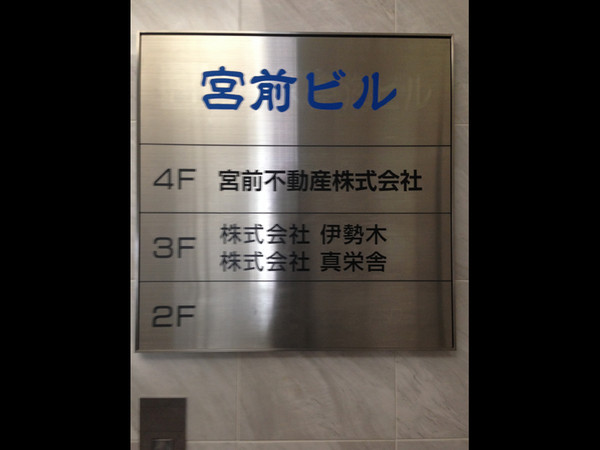 宮前ビル
4F 宮前不動産株式会社
3F 株式会社 伊勢木
株式会社 真栄舎
2F